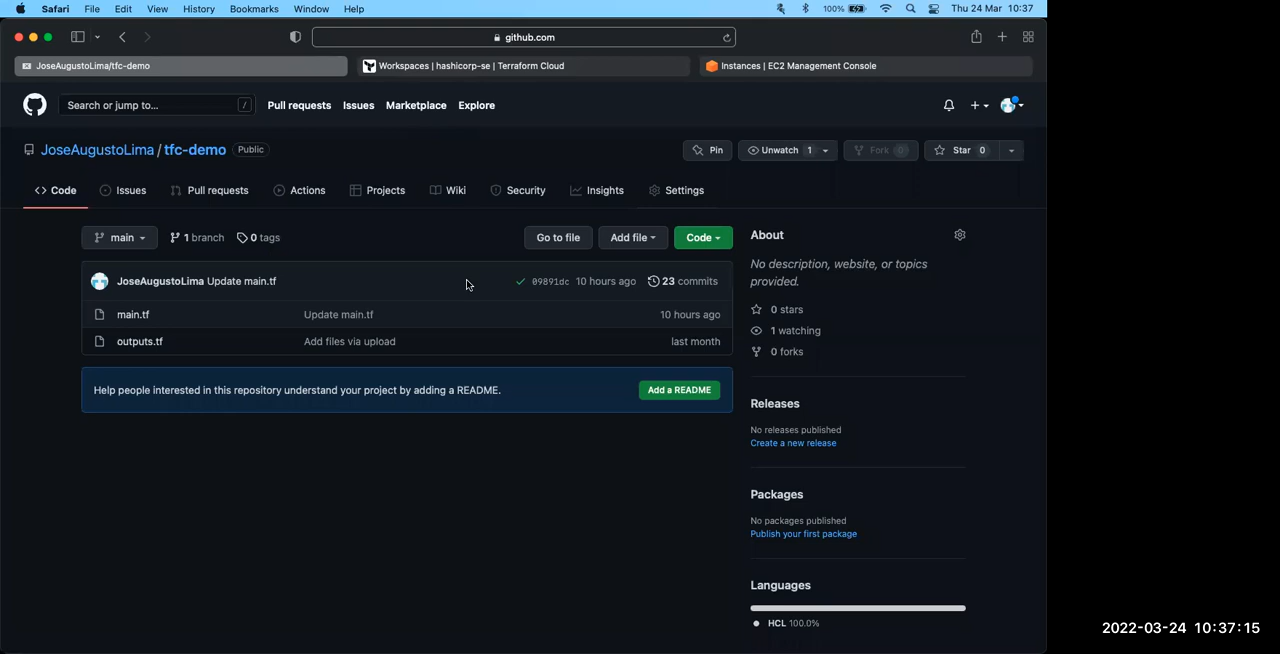 Safari File Edit View History Bookmarks Window Help 100% Thu 24 Mar 10:37
github.com
JoseAugustoLima/tfc-demo Workspaces | hashicorp-se | Terraform Cloud Instances | EC2 Management Console
Search or jump to... / Pull requests Issues Marketplace Explore
JoseAugustoLima / tfc-demo Public Pin Unwatch 1 Fork 0 Star 0
Code Issues Pull requests Actions Projects Wiki Security Insights Settings
main 1 branch 0 tags Go to file Add file Code
JoseAugustoLima Update main.tf 09891dc 10 hours ago 23 commits
main.tf Update main.tf 10 hours ago
outputs.tf Add files via upload last month
Help people interested in this repository understand your project by adding a README. Add a README
About
No description, website, or topics
provided.
0 stars
1 watching
0 forks
Releases
No releases published
Create a new release
Packages
No packages published
Publish your first package
Languages
HCL 100.0%
2022-03-24 10:37:15